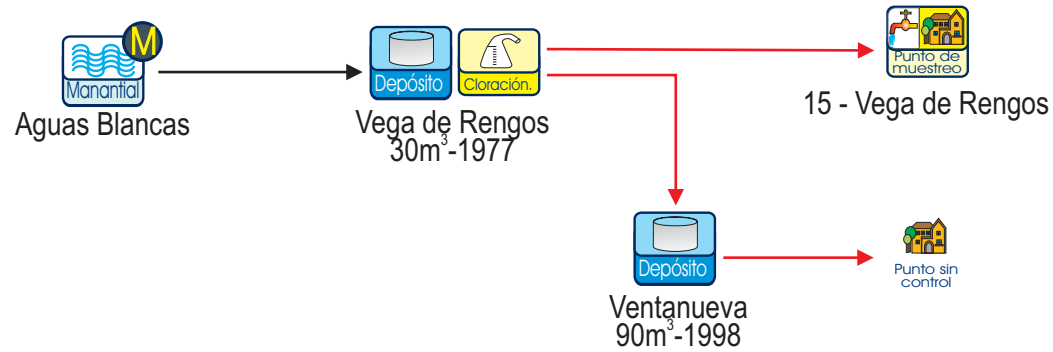 M
Manantial
Aguas Blancas
Depósito
Cloración.
Vega de Rengos
30m³-1977
Punto de
muestreo
15 - Vega de Rengos
Depósito
Ventanueva
90m³-1998
Punto sin
control